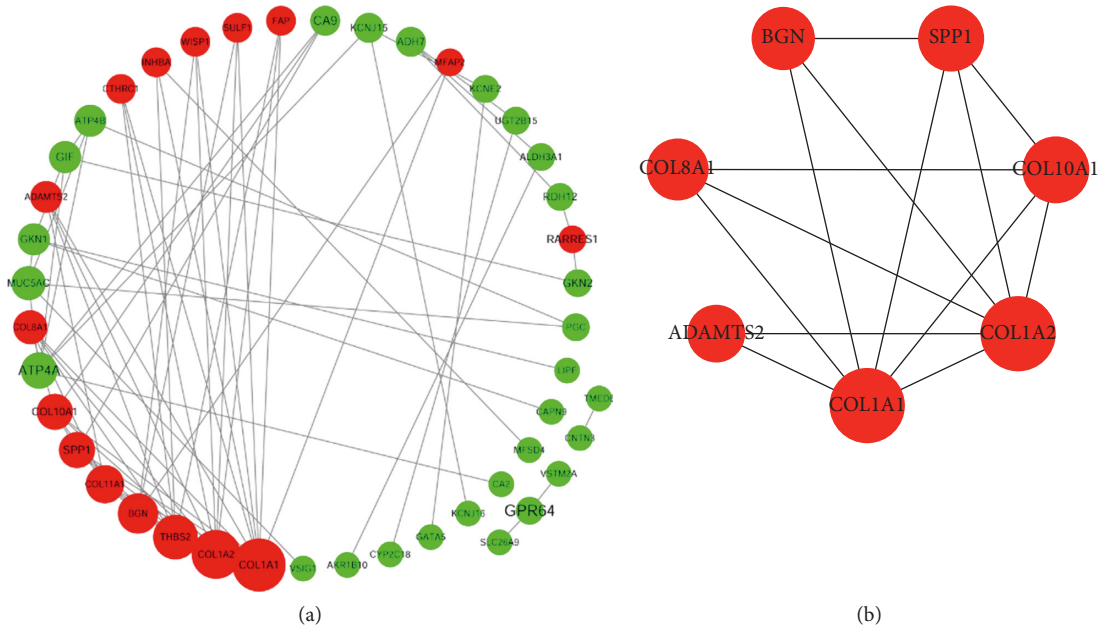 FAP
CA9
SULF1
KCNJ15
WISP1
ADH7
INHBA
MFAP2
CTHRC1
KCNE2
ATP4B
UGT2B15
GIF
ALDH3A1
ADAMTS2
RDH12
GKN1
RARRES1
MUC5AC
GKN2
COL8A1
PGC
ATP4A
LIPF
COL10A1
CAPN9
TMED6
SPP1
MFSD4
CNTN3
COL11A1
CA2
VSTM2A
BGN
KCNJ16
GPR64
THBS2
GATA5
SLC26A9
COL1A2
CYP2C18
COL1A1
VSIG1
AKR1B10
(a)
BGN
SPP1
COL8A1
COL10A1
ADAMTS2
COL1A2
COL1A1
(b)